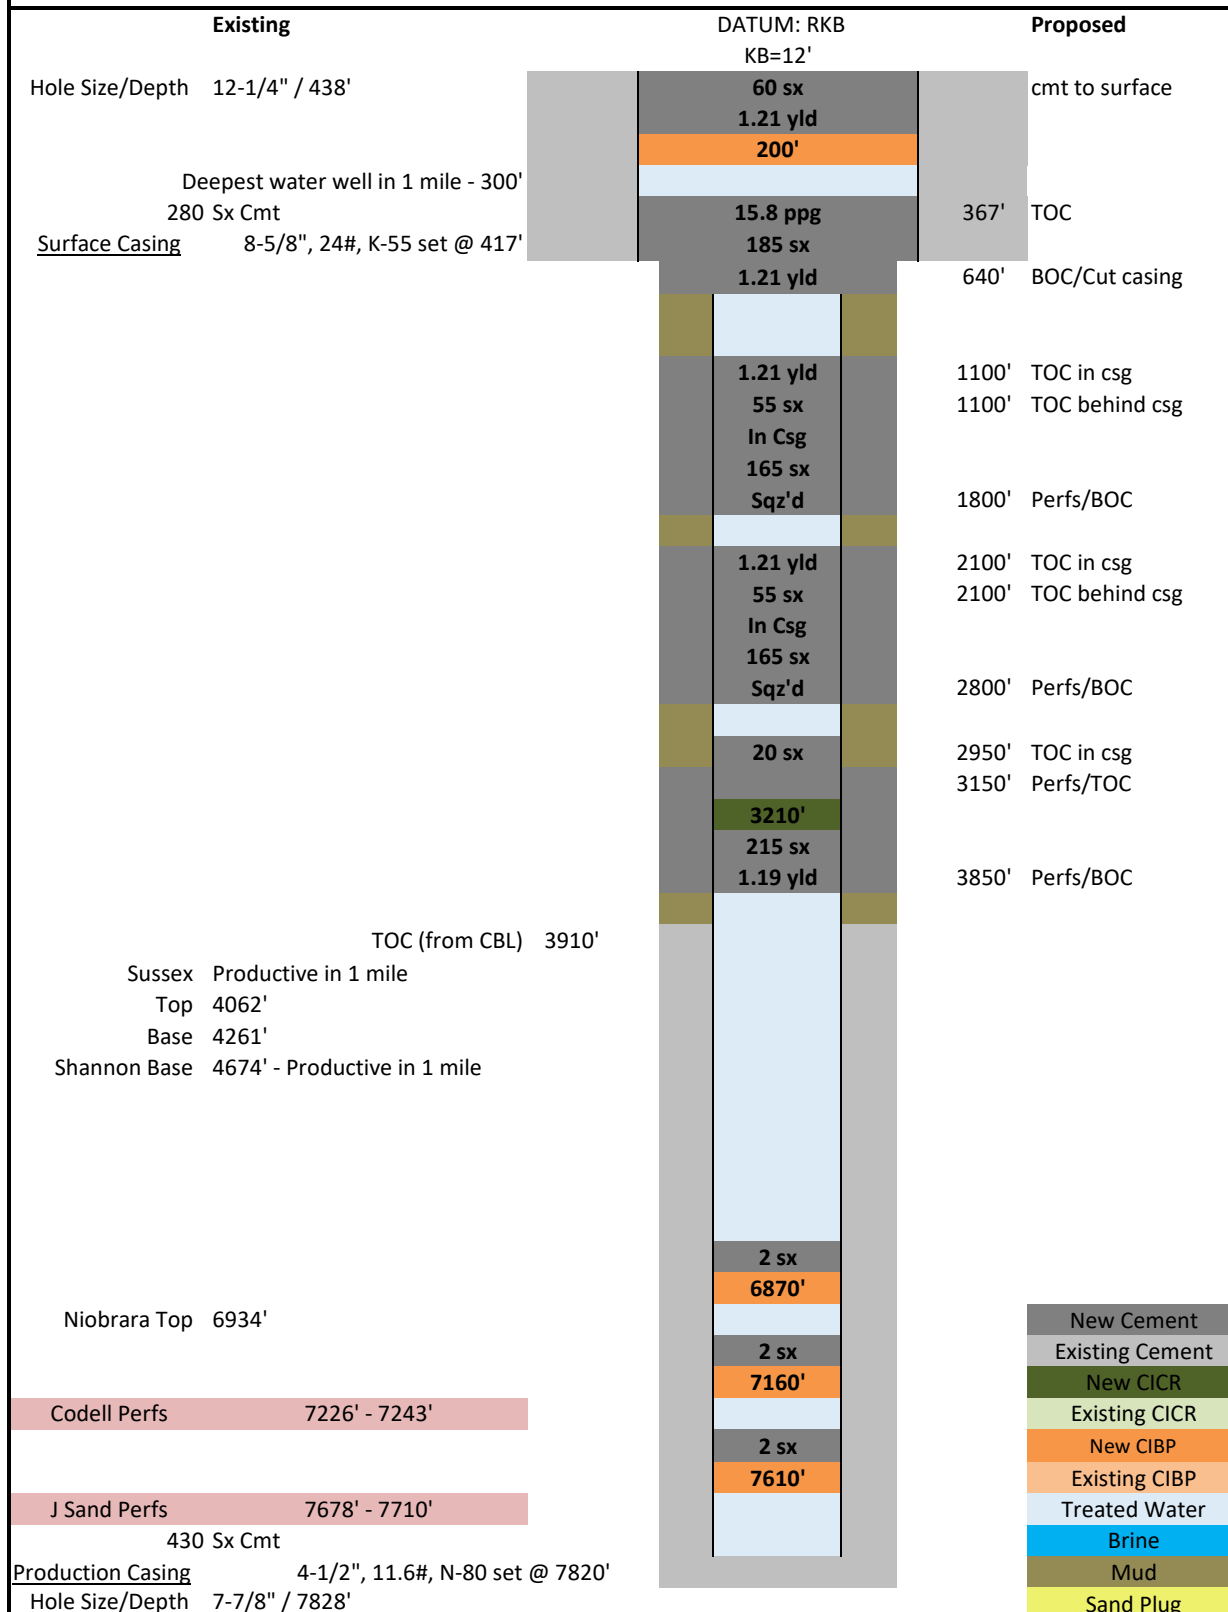 Existing DATUM: RKB Proposed
KB=12'
Hole Size/Depth 12-1/4" / 438' 60 sx cmt to surface
1.21 yld
200'
Deepest water well in 1 mile - 300'
280 Sx Cmt 15.8 ppg 367' TOC
Surface Casing 8-5/8", 24#, K-55 set @ 417' 185 sx
1.21 yld 640' BOC/Cut casing
1.21 yld 1100' TOC in csg
55 sx 1100' TOC behind csg
In Csg
165 sx
Sqz'd 1800' Perfs/BOC
1.21 yld 2100' TOC in csg
55 sx 2100' TOC behind csg
In Csg
165 sx
Sqz'd 2800' Perfs/BOC
20 sx 2950' TOC in csg
3150' Perfs/TOC
3210'
215 sx
1.19 yld 3850' Perfs/BOC
TOC (from CBL) 3910'
Sussex Productive in 1 mile
Top 4062'
Base 4261'
Shannon Base 4674' - Productive in 1 mile
2 sx
6870'
Niobrara Top 6934' New Cement
2 sx Existing Cement
7160' New CICR
Codell Perfs 7226' - 7243' Existing CICR
2 sx New CIBP
7610' Existing CIBP
J Sand Perfs 7678' - 7710' Treated Water
430 Sx Cmt Brine
Production Casing 4-1/2", 11.6#, N-80 set @ 7820' Mud
Hole Size/Depth 7-7/8" / 7828' Sand Plug